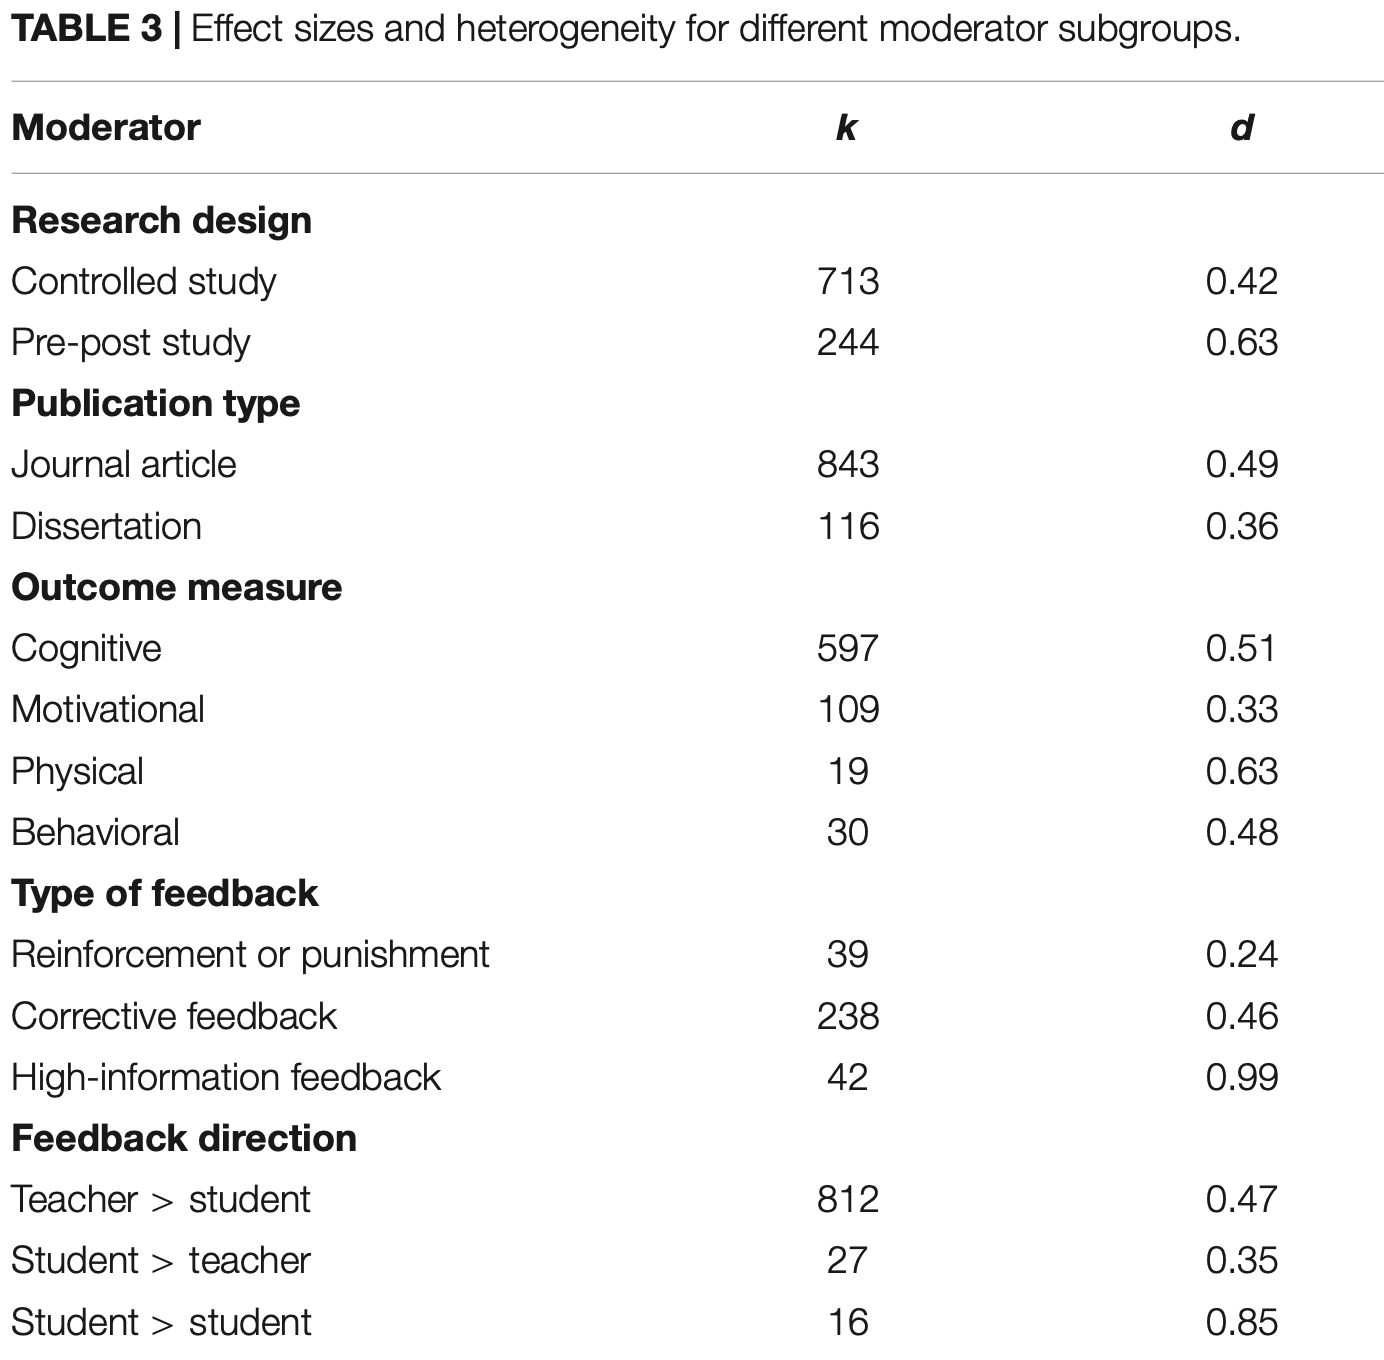 TABLE 3 | Effect sizes and heterogeneity for different moderator subgroups.
Moderator k d
Research design
Controlled study 713 0.42
Pre-post study 244 0.63
Publication type
Journal article 843 0.49
Dissertation 116 0.36
Outcome measure
Cognitive 597 0.51
Motivational 109 0.33
Physical 19 0.63
Behavioral 30 0.48
Type of feedback
Reinforcement or punishment 39 0.24
Corrective feedback 238 0.46
High-information feedback 42 0.99
Feedback direction
Teacher > student 812 0.47
Student > teacher 27 0.35
Student > student 16 0.85